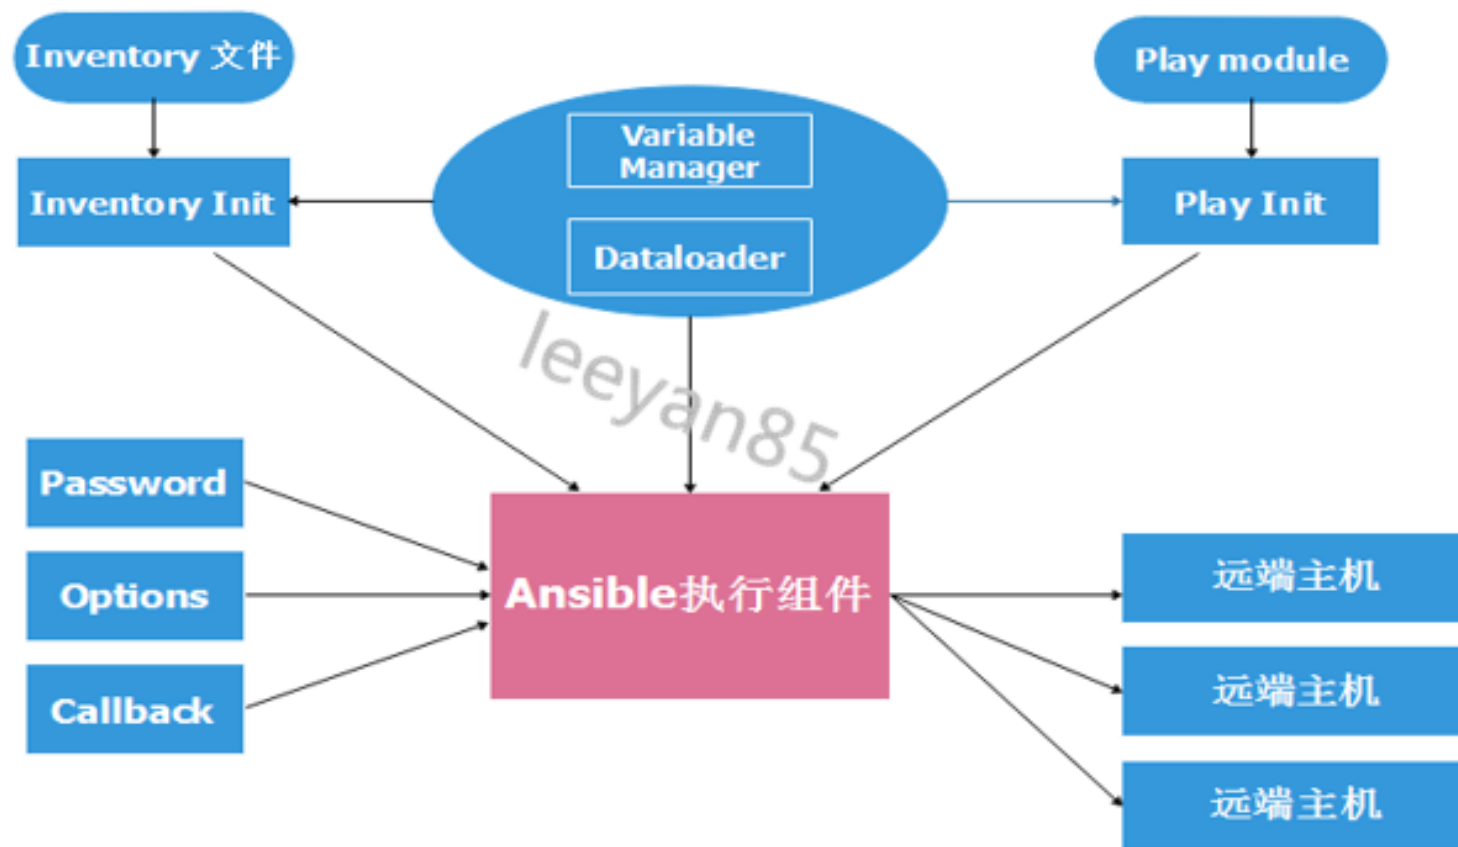 Inventory 文件
Play module
Variable
Manager
Inventory Init
Play Init
Dataloader
leeyan85
Password
Options
Callback
Ansible执行组件
远端主机
远端主机
远端主机